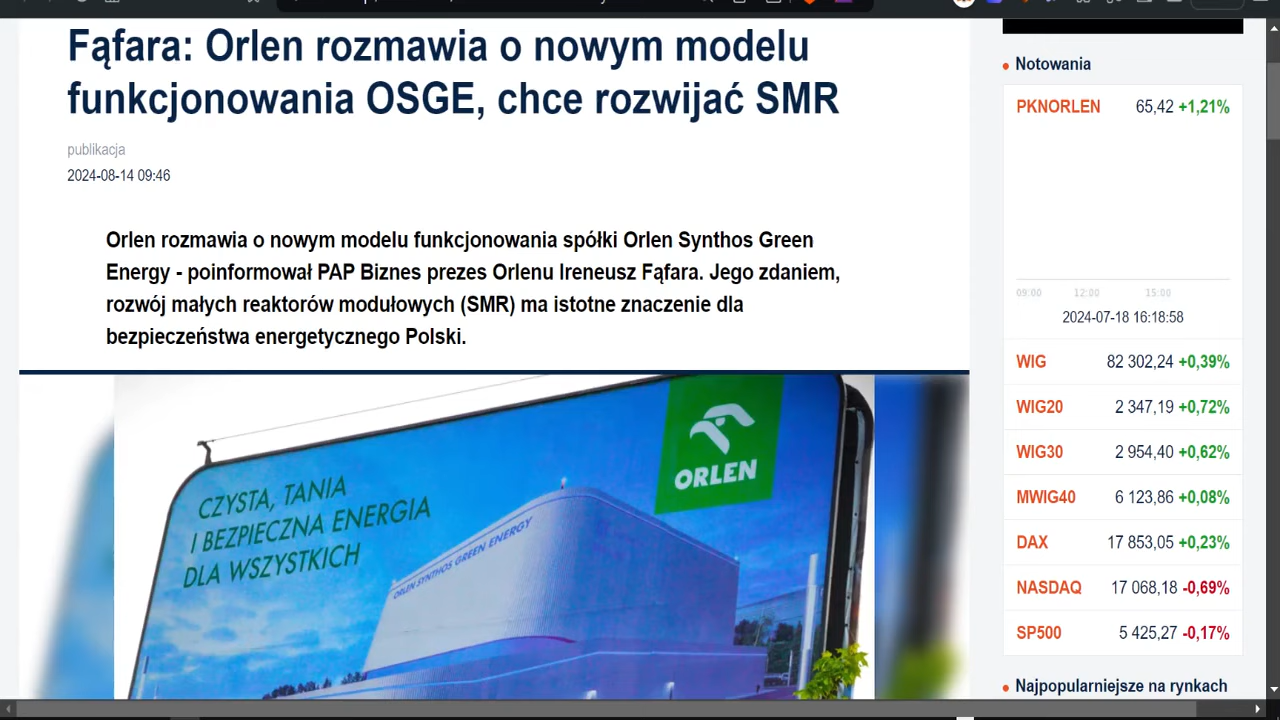 Fąfara: Orlen rozmawia o nowym modelu
funkcjonowania OSGE, chce rozwijać SMR
publikacja
2024-08-14 09:46
Orlen rozmawia o nowym modelu funkcjonowania spółki Orlen Synthos Green
Energy - poinformował PAP Biznes prezes Orlenu Ireneusz Fąfara. Jego zdaniem,
rozwój małych reaktorów modułowych (SMR) ma istotne znaczenie dla
bezpieczeństwa energetycznego Polski.
ORLEN
CZYSTA, TANIA
I BEZPIECZNA ENERGIA
DLA WSZYSTKICH
ORLEN SYNTHOS GREEN ENERGY
Notowania
PKNORLEN 65,42 +1,21%
09:00 12:00 15:00
2024-07-18 16:18:58
WIG 82 302,24 +0,39%
WIG20 2 347,19 +0,72%
WIG30 2 954,40 +0,62%
MWIG40 6 123,86 +0,08%
DAX 17 853,05 +0,23%
NASDAQ 17 068,18 -0,69%
SP500 5 425,27 -0,17%
Najpopularniejsze na rynkach